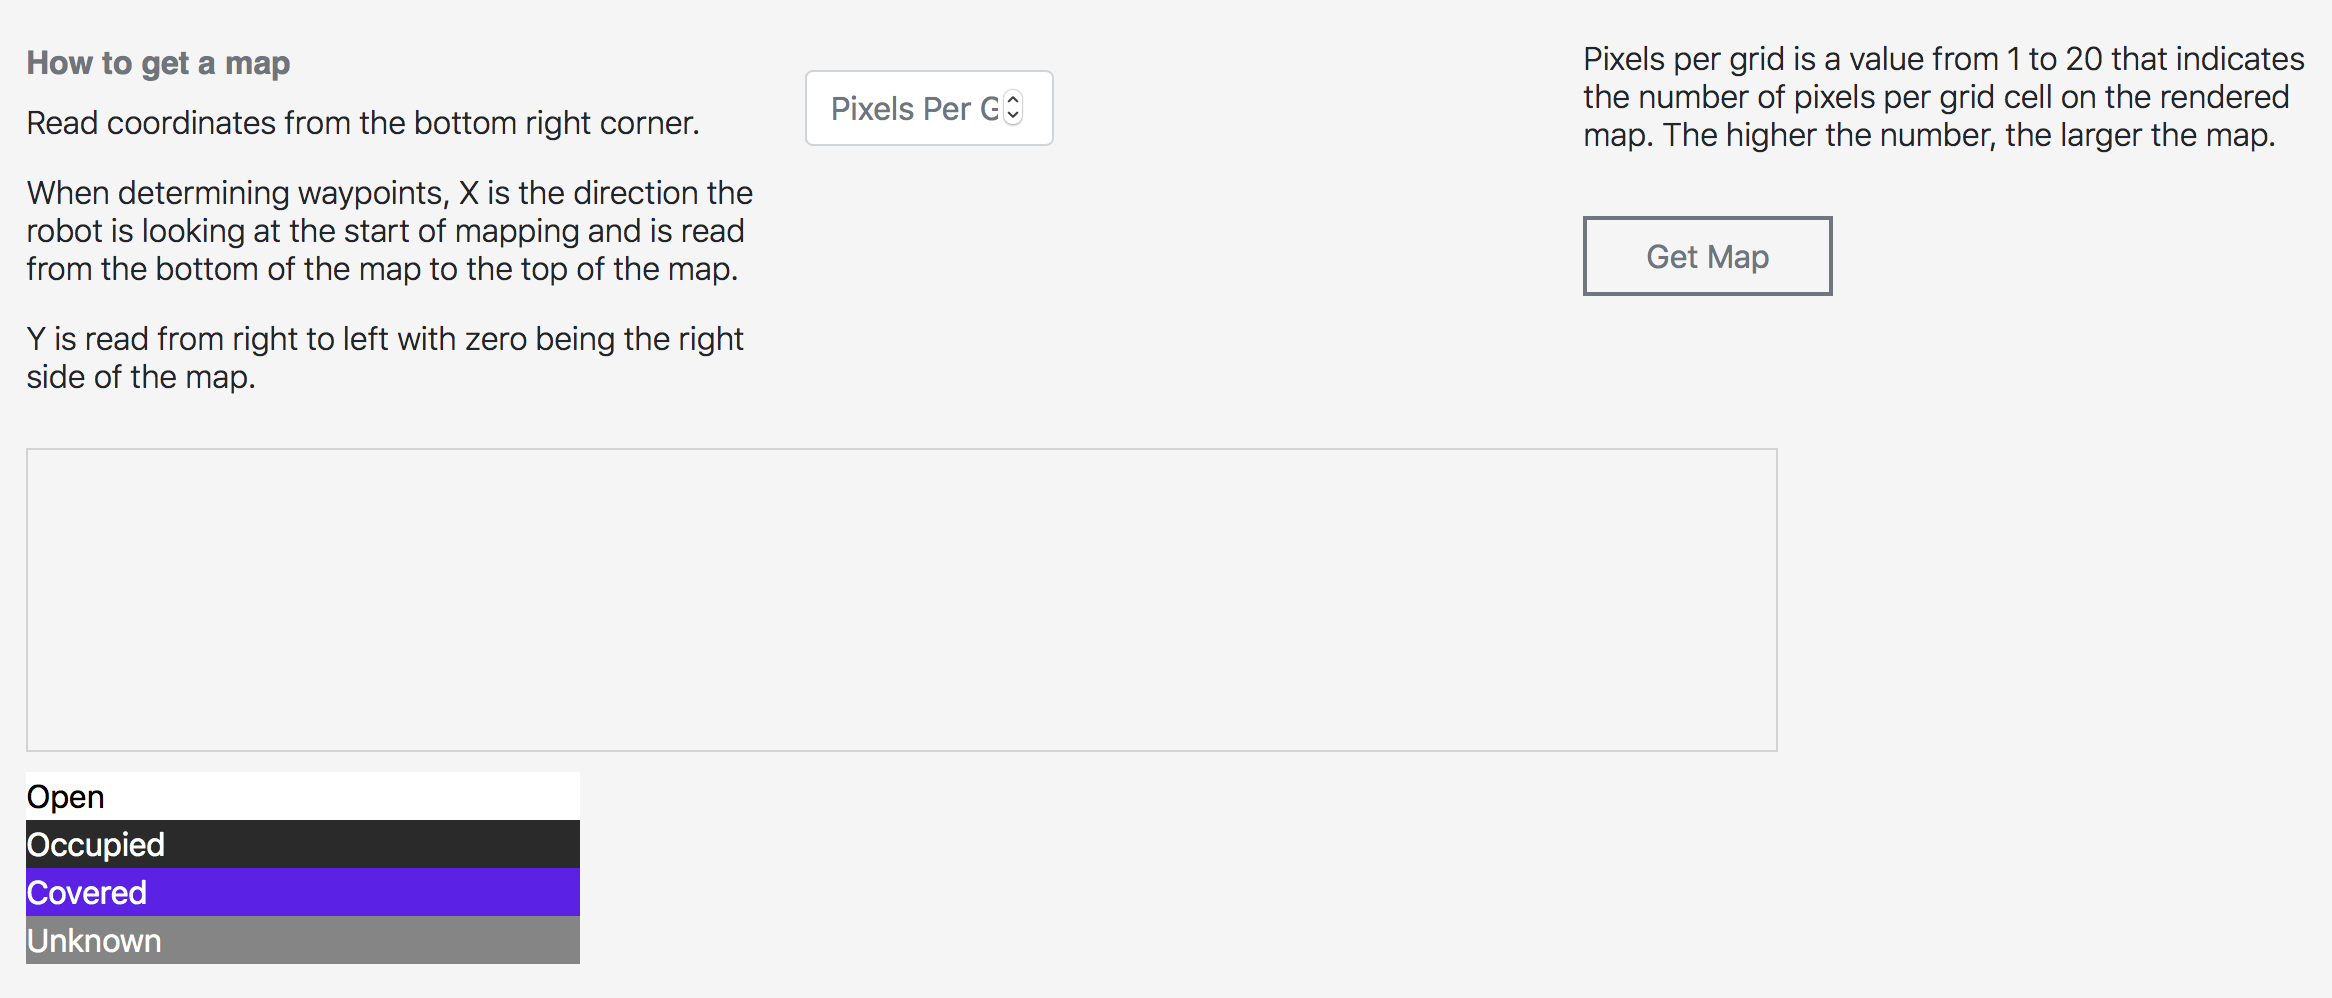 How to get a map
Read coordinates from the bottom right corner.
When determining waypoints, X is the direction the
robot is looking at the start of mapping and is read
from the bottom of the map to the top of the map.
Y is read from right to left with zero being the right
side of the map.
Pixels Per G
Pixels per grid is a value from 1 to 20 that indicates
the number of pixels per grid cell on the rendered
map. The higher the number, the larger the map.
Get Map
Open
Occupied
Covered
Unknown